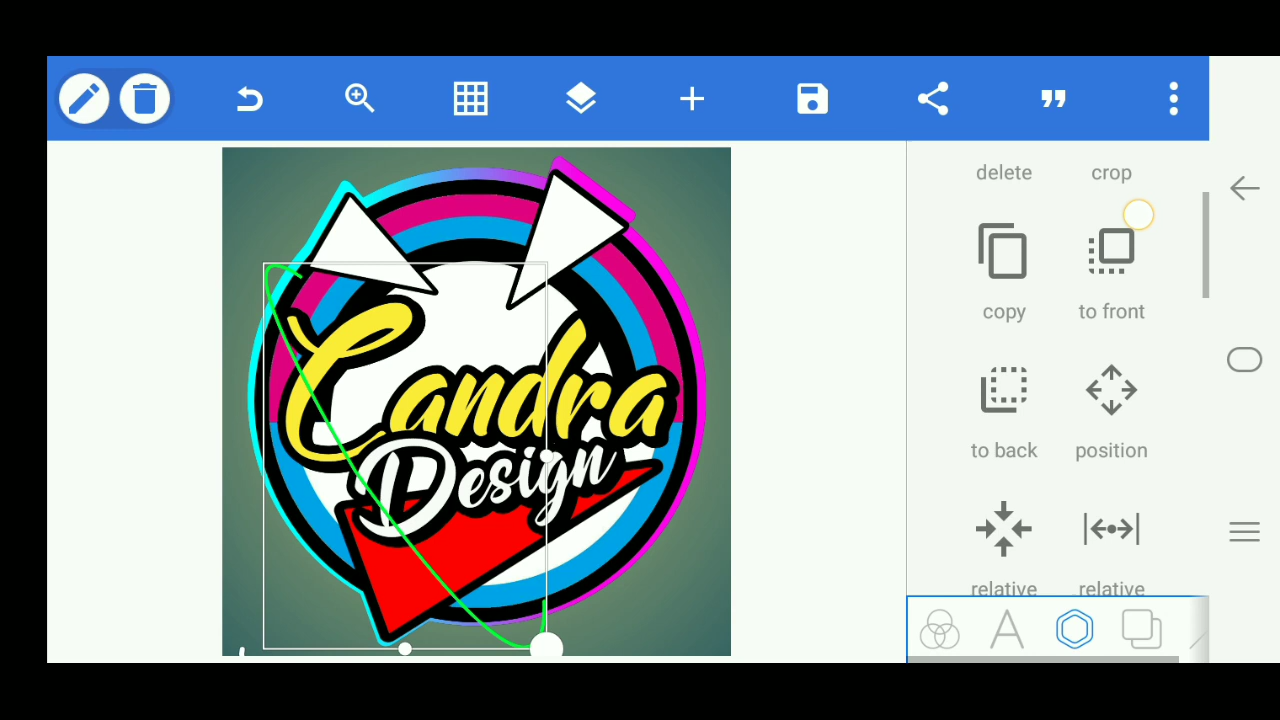 delete
crop
copy
to front
to back
position
relative
relative
Candra
Design